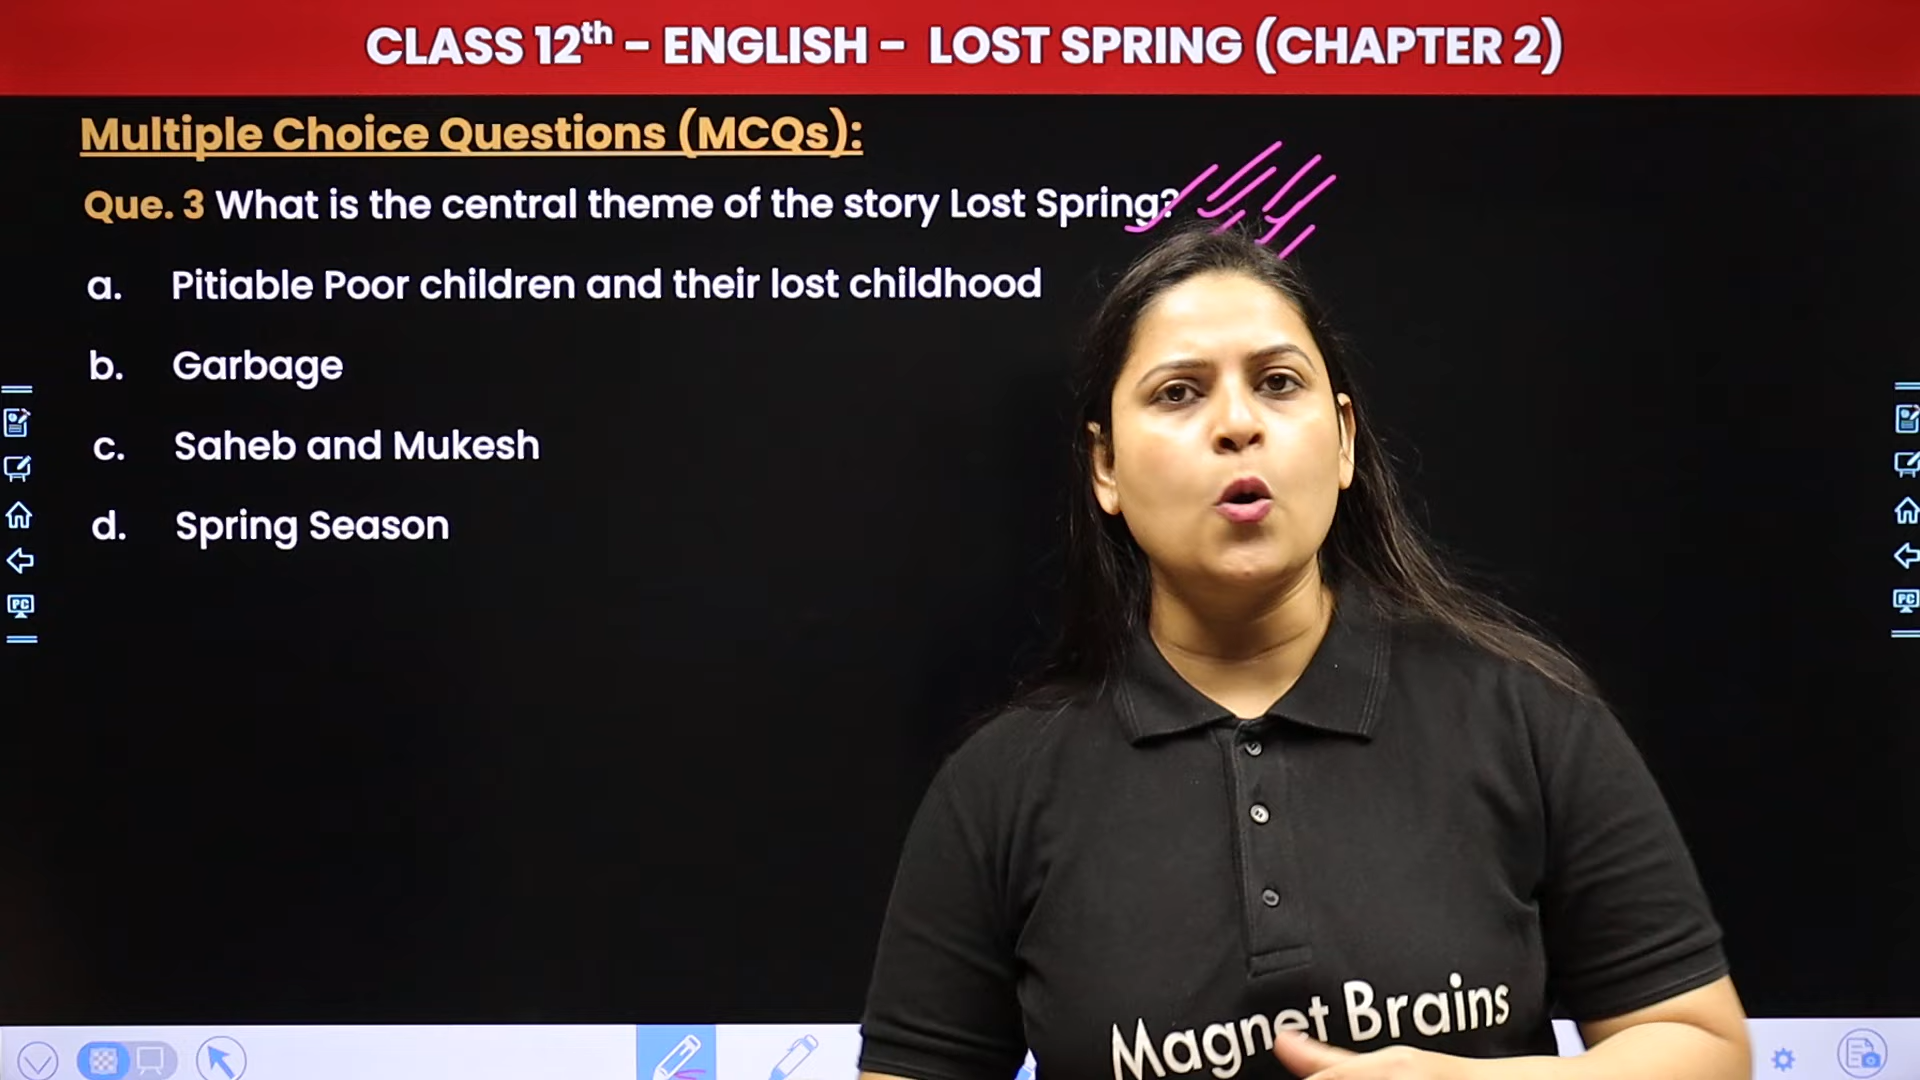 CLASS 12th – ENGLISH – LOST SPRING (CHAPTER 2)
Multiple Choice Questions (MCQs):
Que. 3 What is the central theme of the story Lost Spring?
a. Pitiable Poor children and their lost childhood
b. Garbage
c. Saheb and Mukesh
d. Spring Season
PC
PC
Magnet Brains